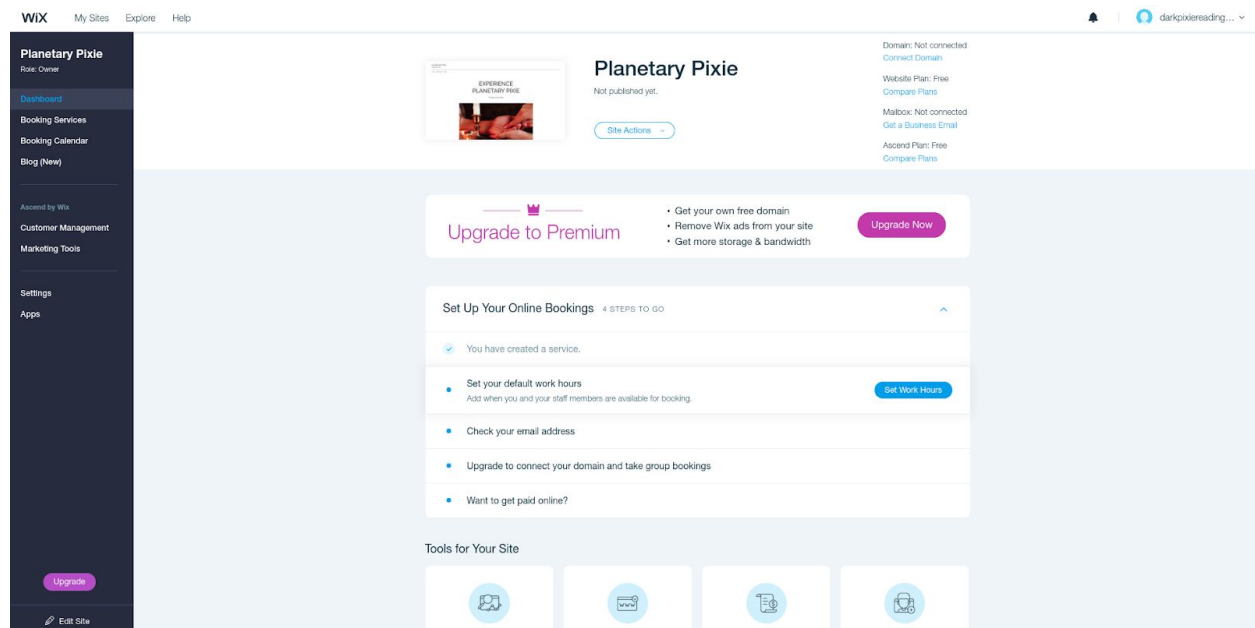 WiX
My Sites
Explore
Help
darkpixiereading...
Planetary Pixie
Role: Owner
Dashboard
Booking Services
Booking Calendar
Blog (New)
Ascend by Wix
Customer Management
Marketing Tools
Settings
Apps
Upgrade
Edit Site
EXPERIENCE
PLANETARY PIXIE
Planetary Pixie
Not published yet.
Site Actions
Domain: Not connected
Connect Domain
Website Plan: Free
Compare Plans
Mailbox: Not connected
Get a Business Email
Ascend Plan: Free
Compare Plans
Upgrade to Premium
• Get your own free domain
• Remove Wix ads from your site
• Get more storage & bandwidth
Upgrade Now
Set Up Your Online Bookings 4 STEPS TO GO
You have created a service.
Set your default work hours
Add when you and your staff members are available for booking.
Set Work Hours
Check your email address
Upgrade to connect your domain and take group bookings
Want to get paid online?
Tools for Your Site